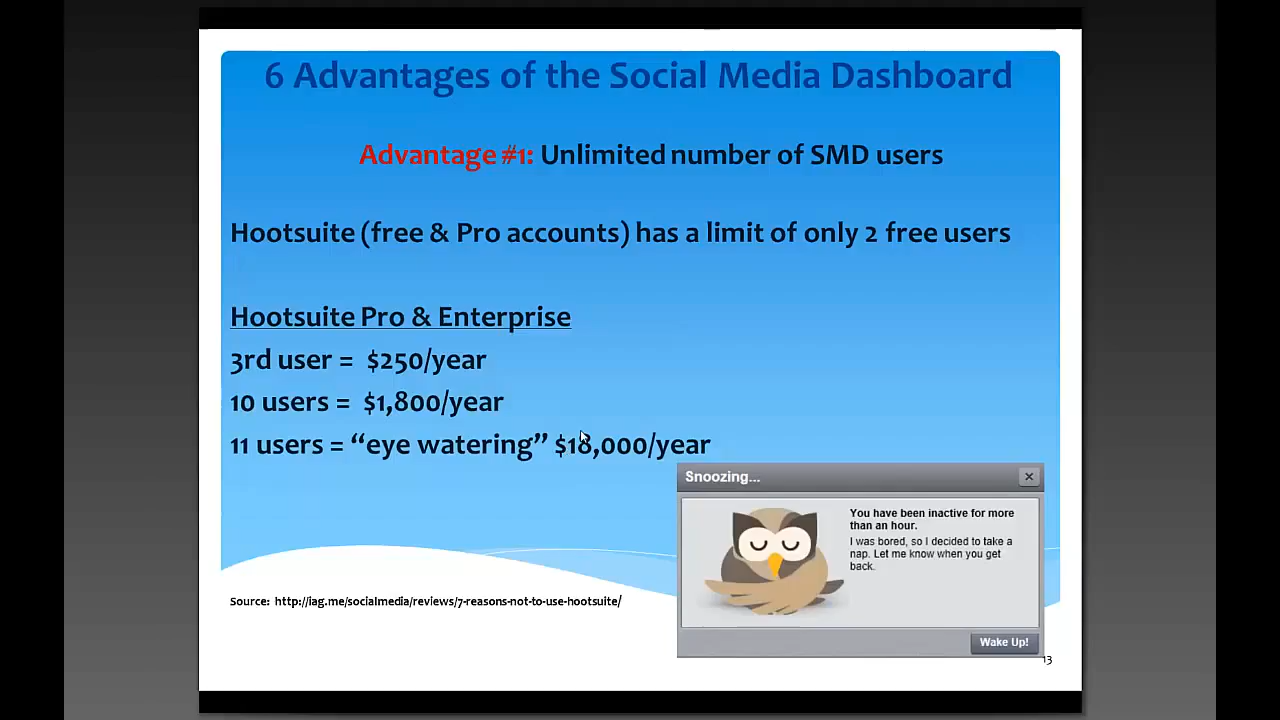 6 Advantages of the Social Media Dashboard
Advantage #1: Unlimited number of SMD users
Hootsuite (free & Pro accounts) has a limit of only 2 free users
Hootsuite Pro & Enterprise
3rd user = $250/year
10 users = $1,800/year
11 users = “eye watering” $18,000/year
Snoozing...
You have been inactive for more
than an hour.
I was bored, so I decided to take a
nap. Let me know when you get
back.
Wake Up!
Source: http://iag.me/socialmedia/reviews/7-reasons-not-to-use-hootsuite/
13